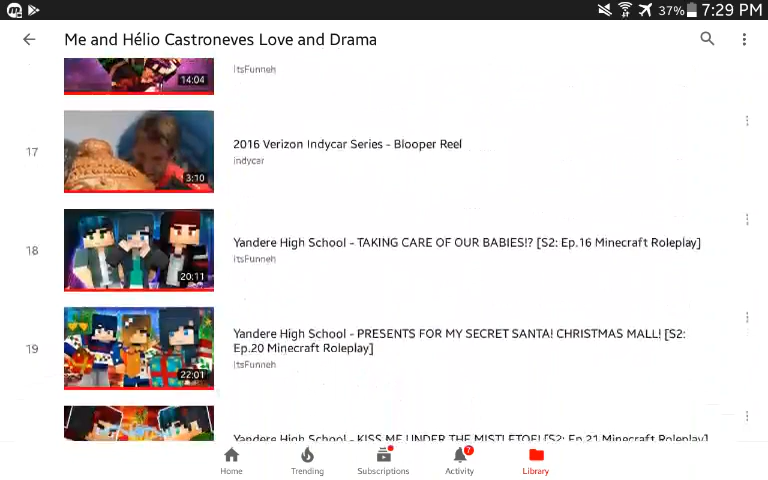 37% 7:29 PM
Me and Hélio Castroneves Love and Drama
14:04
ItsFunneh
17
3:10
2016 Verizon Indycar Series - Blooper Reel
indycar
18
20:11
Yandere High School - TAKING CARE OF OUR BABIES!? [S2: Ep.16 Minecraft Roleplay]
ItsFunneh
19
22:01
Yandere High School - PRESENTS FOR MY SECRET SANTA! CHRISTMAS MALL! [S2:
Ep.20 Minecraft Roleplay]
ItsFunneh
Yandere High School - KISS ME UNDER THE MISTLETOE! [S2: Ep.21 Minecraft Roleplay]
7
Home Trending Subscriptions Activity Library